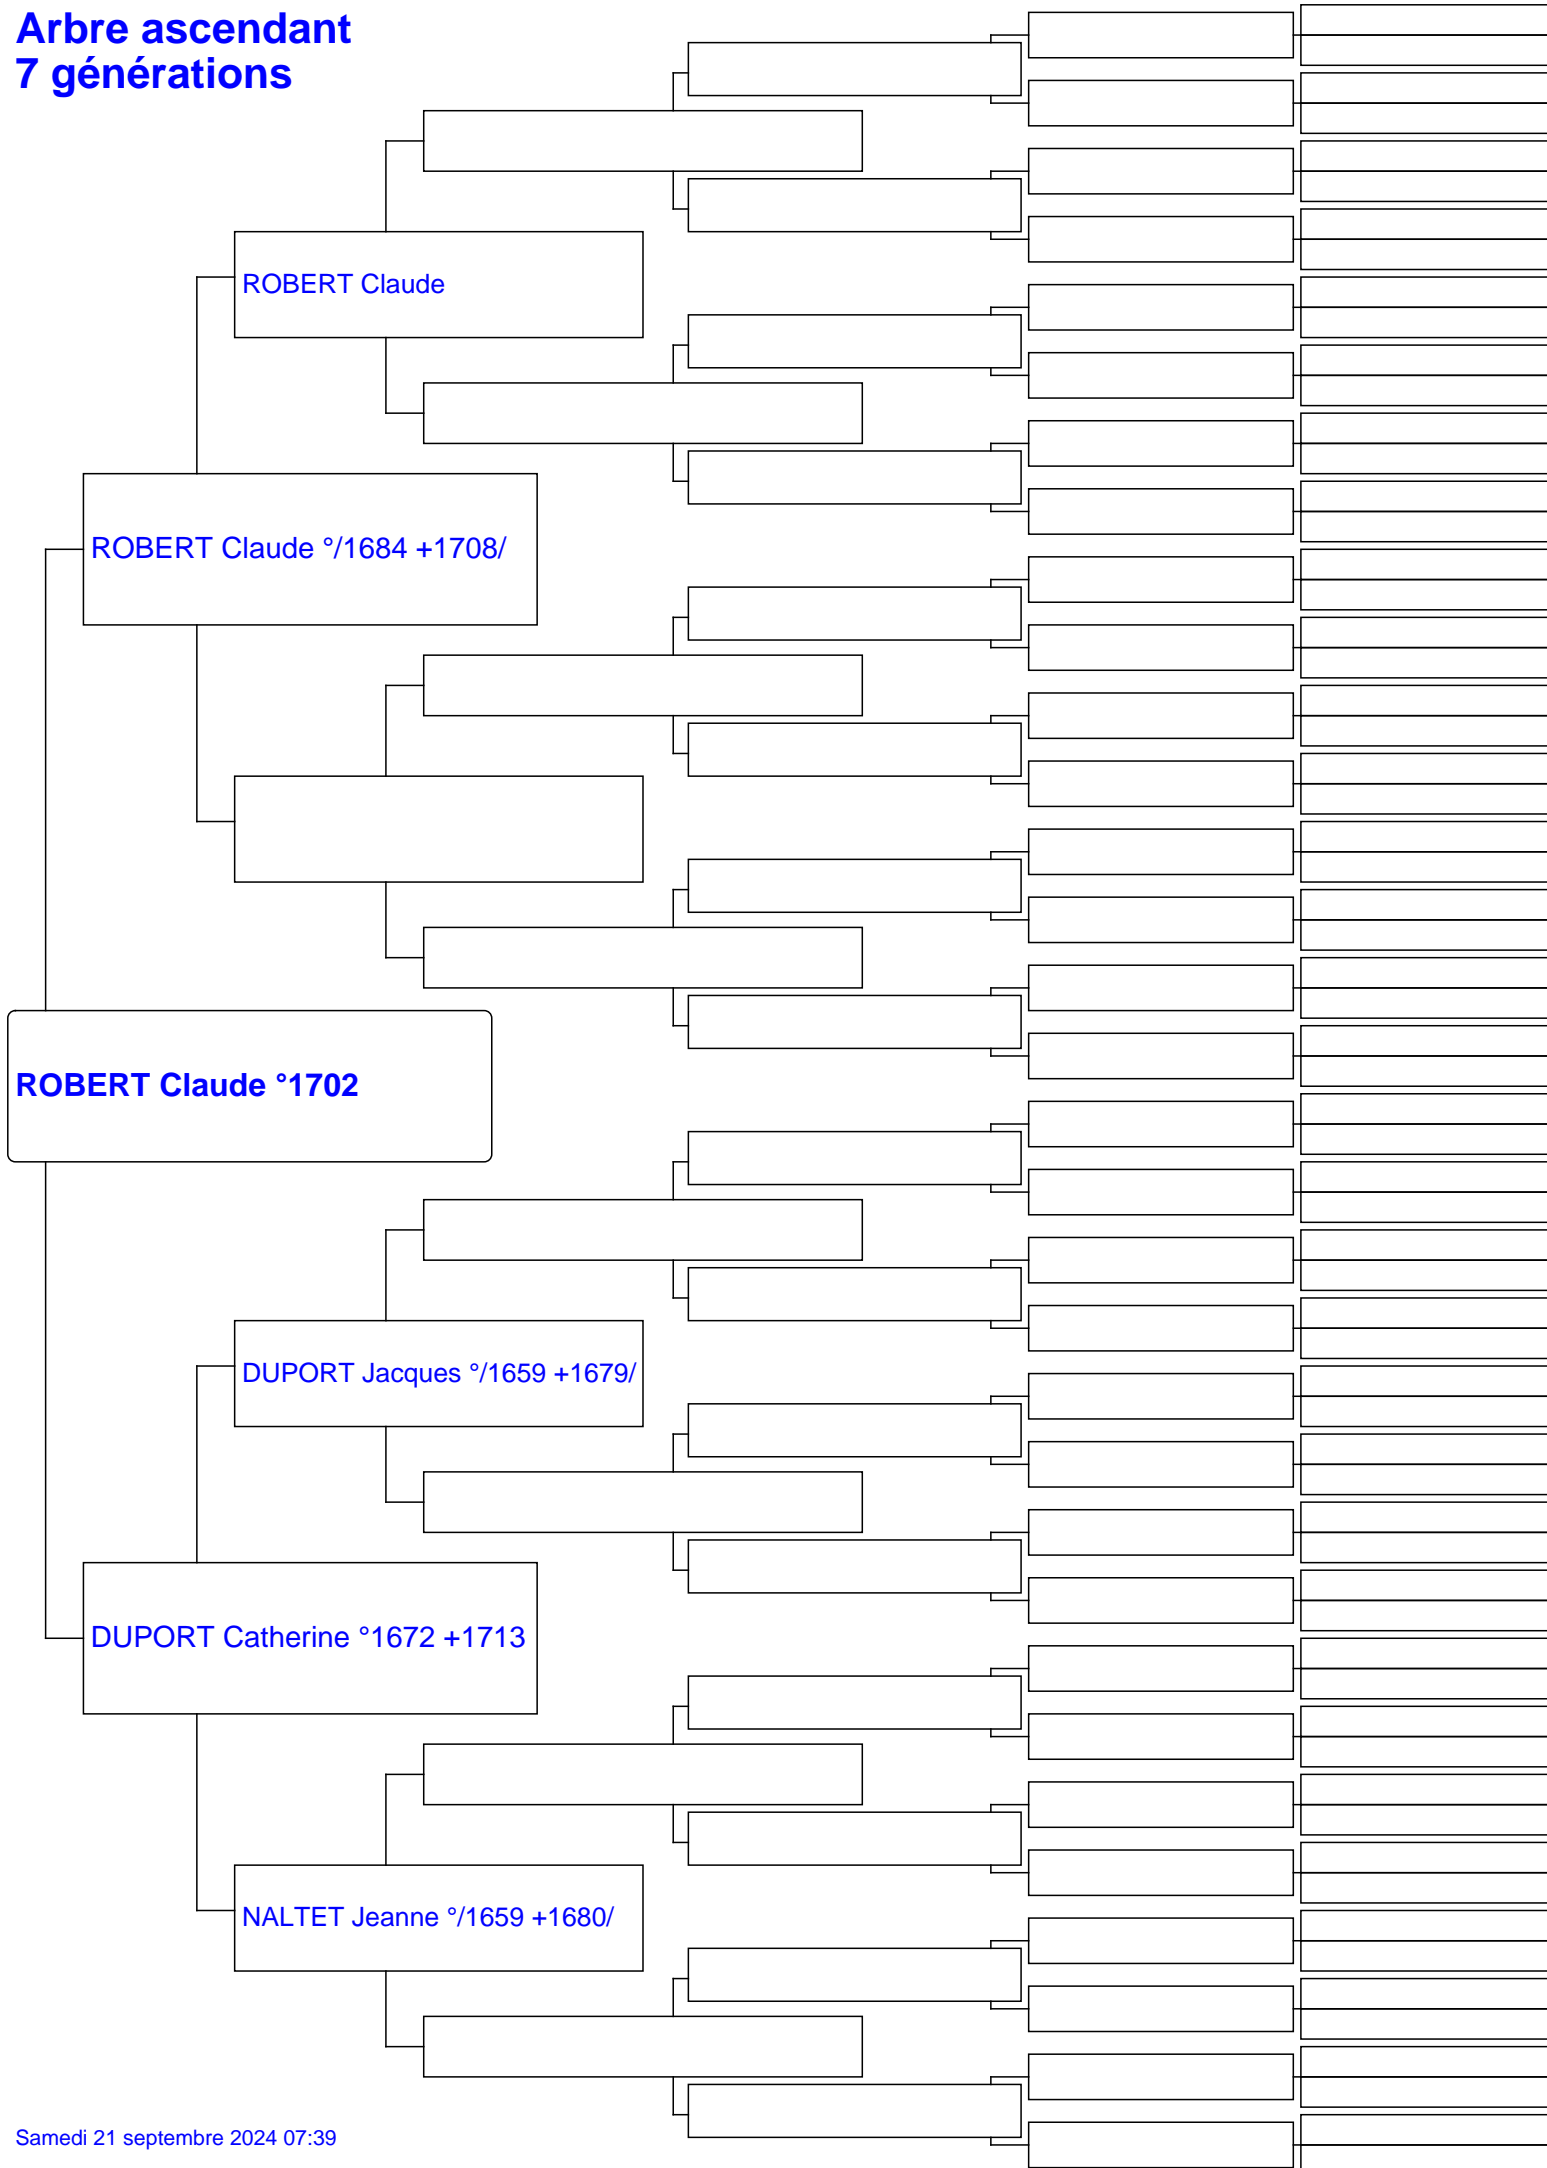 Arbre ascendant
7 générations
ROBERT Claude
ROBERT Claude °/1684 +1708/
ROBERT Claude °1702
DUPORT Jacques °/1659 +1679/
DUPORT Catherine °1672 +1713
NALTET Jeanne °/1659 +1680/
Samedi 21 septembre 2024 07:39